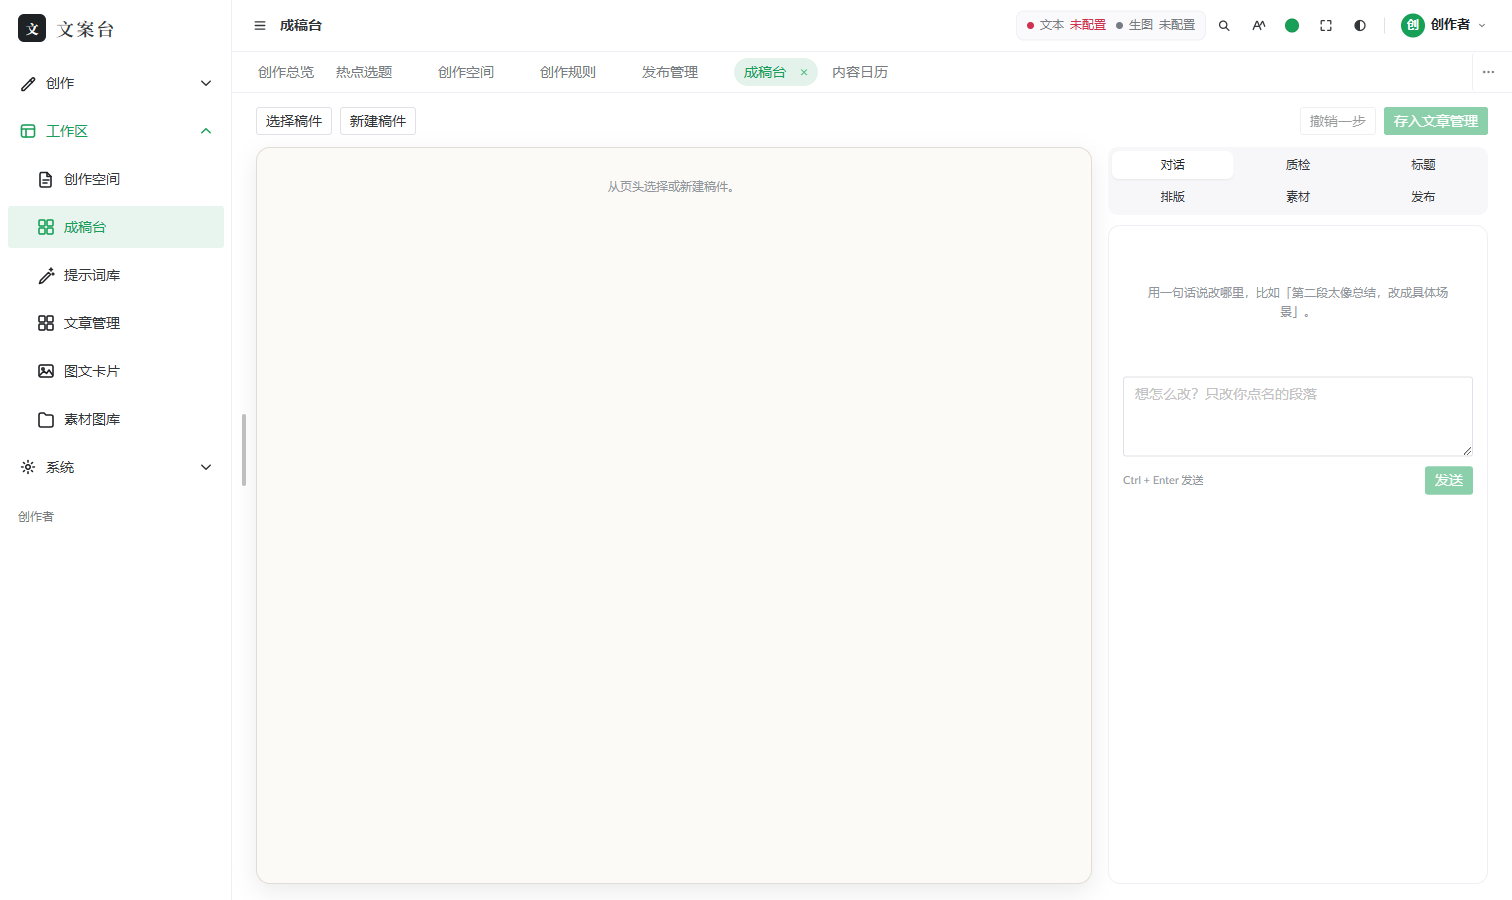 文 文案台
创作
工作区
创作空间
成稿台
提示词库
文章管理
图文卡片
素材图库
系统
创作者
成稿台
文本 未配置 生图 未配置
创 创作者
创作总览 热点选题 创作空间 创作规则 发布管理 成稿台 × 内容日历
选择稿件 新建稿件
撤销一步 存入文章管理
从页头选择或新建稿件。
对话 质检 标题
排版 素材 发布
用一句话说改哪里，比如「第二段太像总结，改成具体场
景」。
想怎么改？只改你点名的段落
Ctrl + Enter 发送
发送